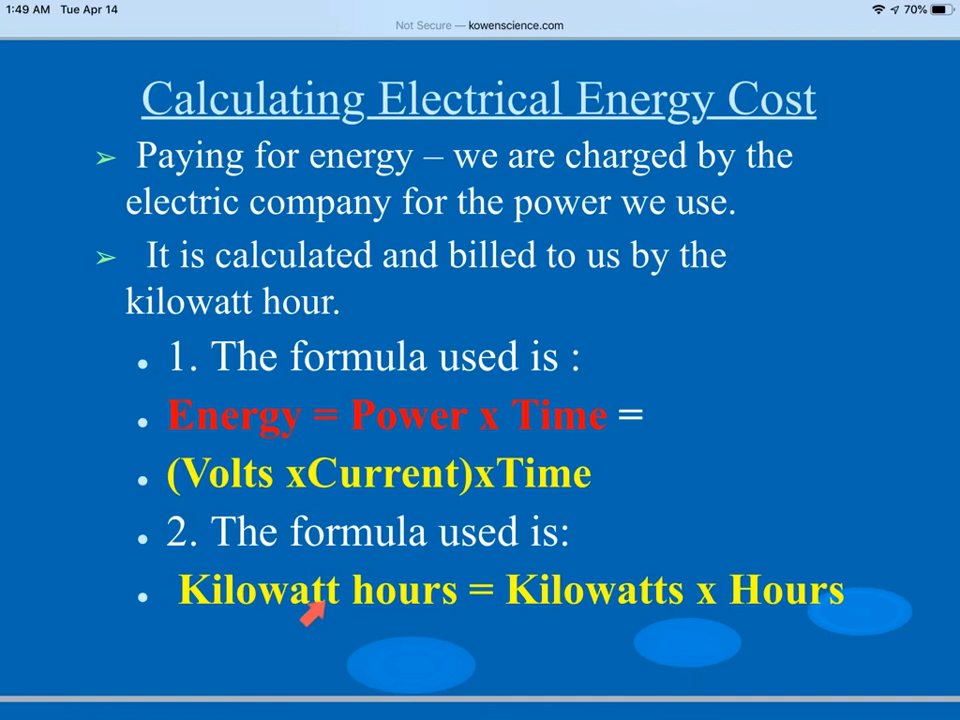 1:49 AM Tue Apr 14
70%
Not Secure — kowenscience.com
Calculating Electrical Energy Cost
➢ Paying for energy – we are charged by the
electric company for the power we use.
➢ It is calculated and billed to us by the
kilowatt hour.
• 1. The formula used is :
• Energy = Power x Time =
• (Volts xCurrent)xTime
• 2. The formula used is:
• Kilowatt hours = Kilowatts x Hours